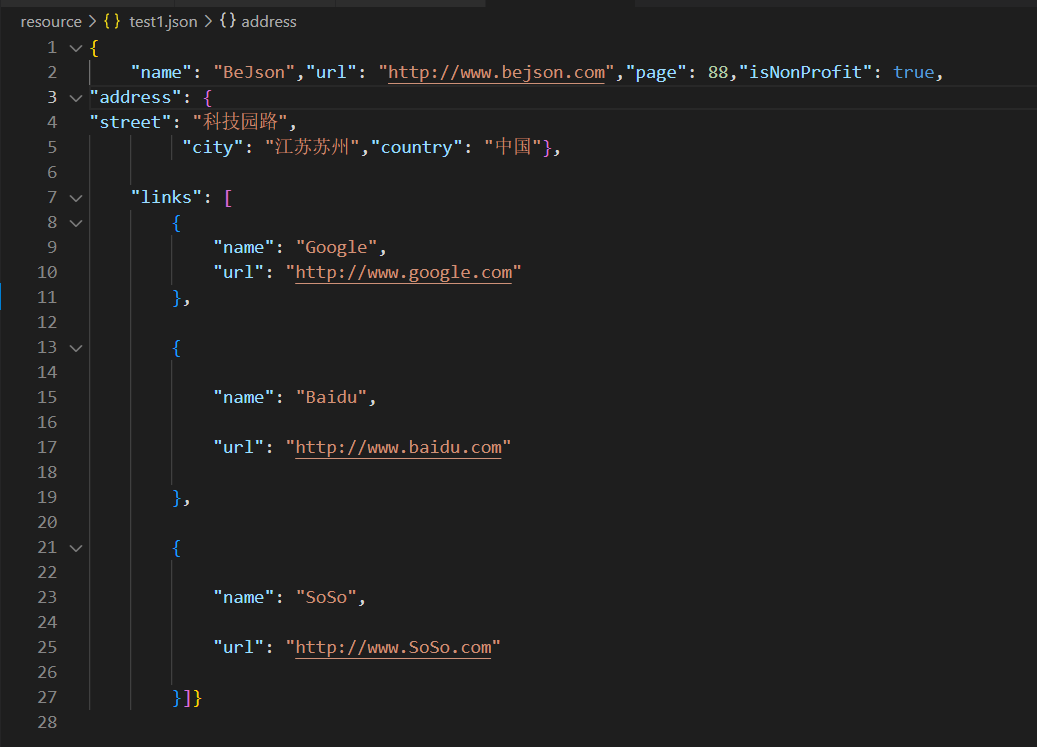 resource > {} test1.json > {} address
1 {
2 "name": "BeJson","url": "http://www.bejson.com","page": 88,"isNonProfit": true,
3 "address": {
4 "street": "科技园路",
5 "city": "江苏苏州","country": "中国"},
6
7 "links": [
8 {
9 "name": "Google",
10 "url": "http://www.google.com"
11 },
12
13 {
14
15 "name": "Baidu",
16
17 "url": "http://www.baidu.com"
18
19 },
20
21 {
22
23 "name": "SoSo",
24
25 "url": "http://www.SoSo.com"
26
27 }]}
28